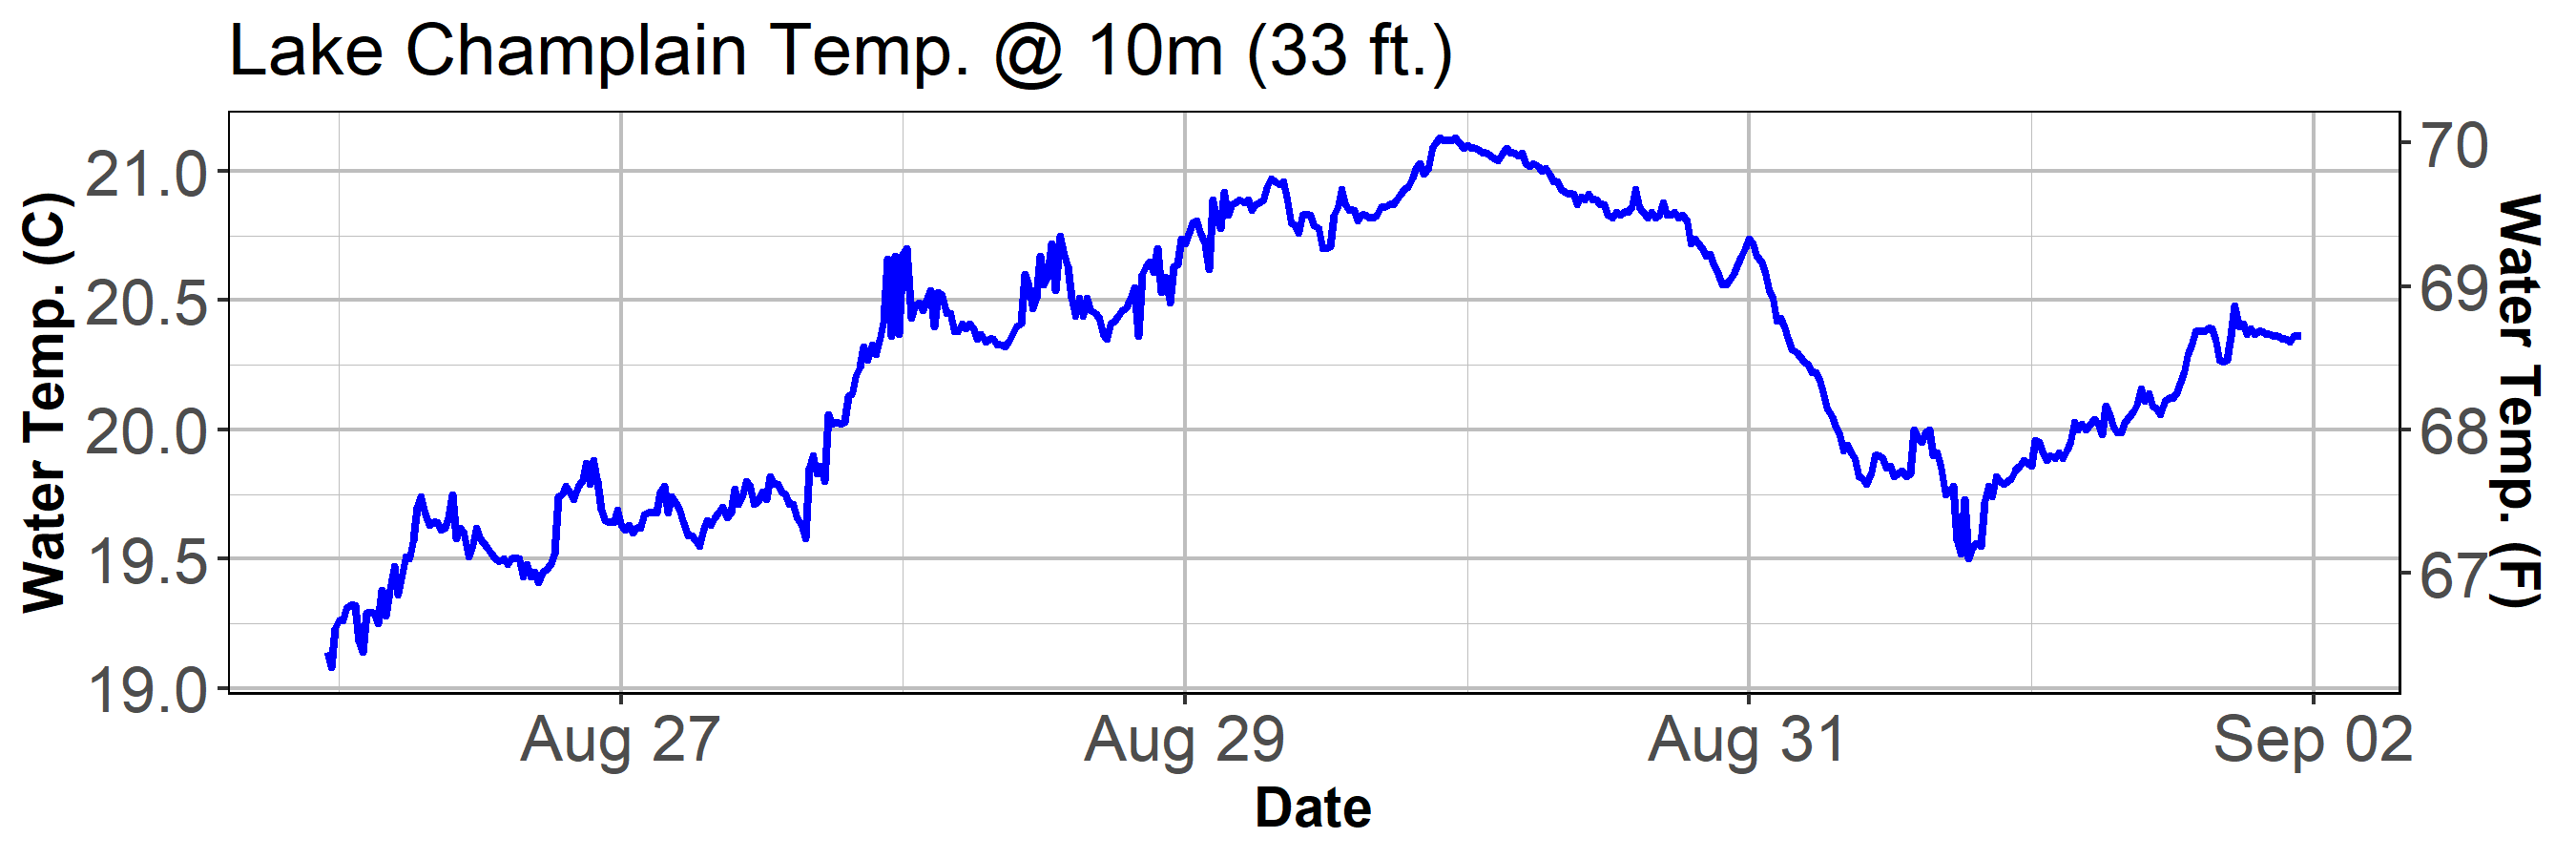 Lake Champlain Temp. @ 10m (33 ft.)
Water Temp. (C)
21.0
20.5
20.0
19.5
19.0
70
69
68
67
Water Temp. (F)
Aug 27
Aug 29
Aug 31
Sep 02
Date